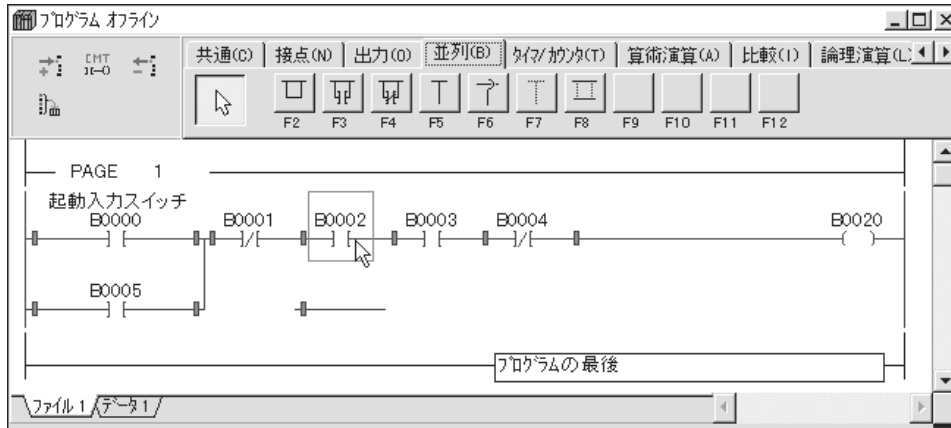 プログラム オフライン
CMT
共通(C) 接点(N) 出力(O) 並列(B) タイマ/カウンタ(T) 算術演算(A) 比較(I) 論理演算(L)
F2 F3 F4 F5 F6 F7 F8 F9 F10 F11 F12
PAGE 1
起動入力スイッチ
B0000 B0001 B0002 B0003 B0004 B0020
B0005
プログラムの最後
ファイル 1 データ 1